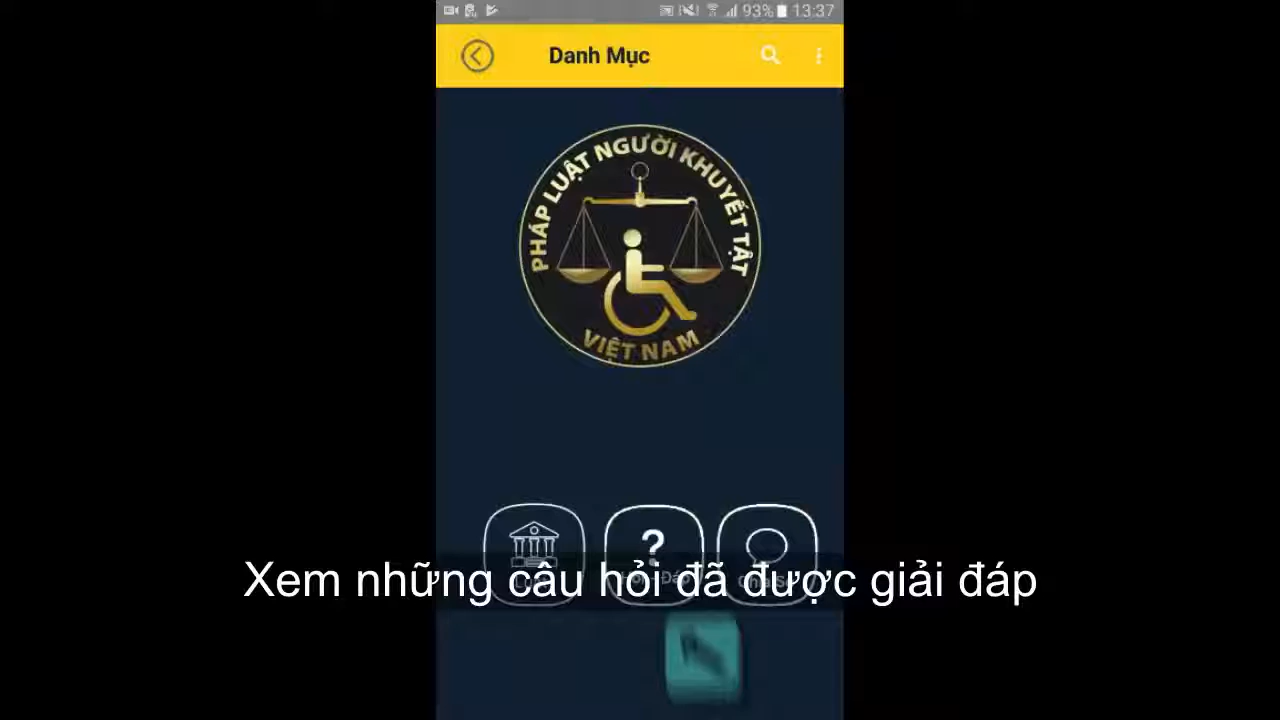 93% 13:37
Danh Mục
PHÁP LUẬT NGƯỜI KHUYẾT TẬT
VIỆT NAM
?
Xem những câu hỏi đã được giải đáp